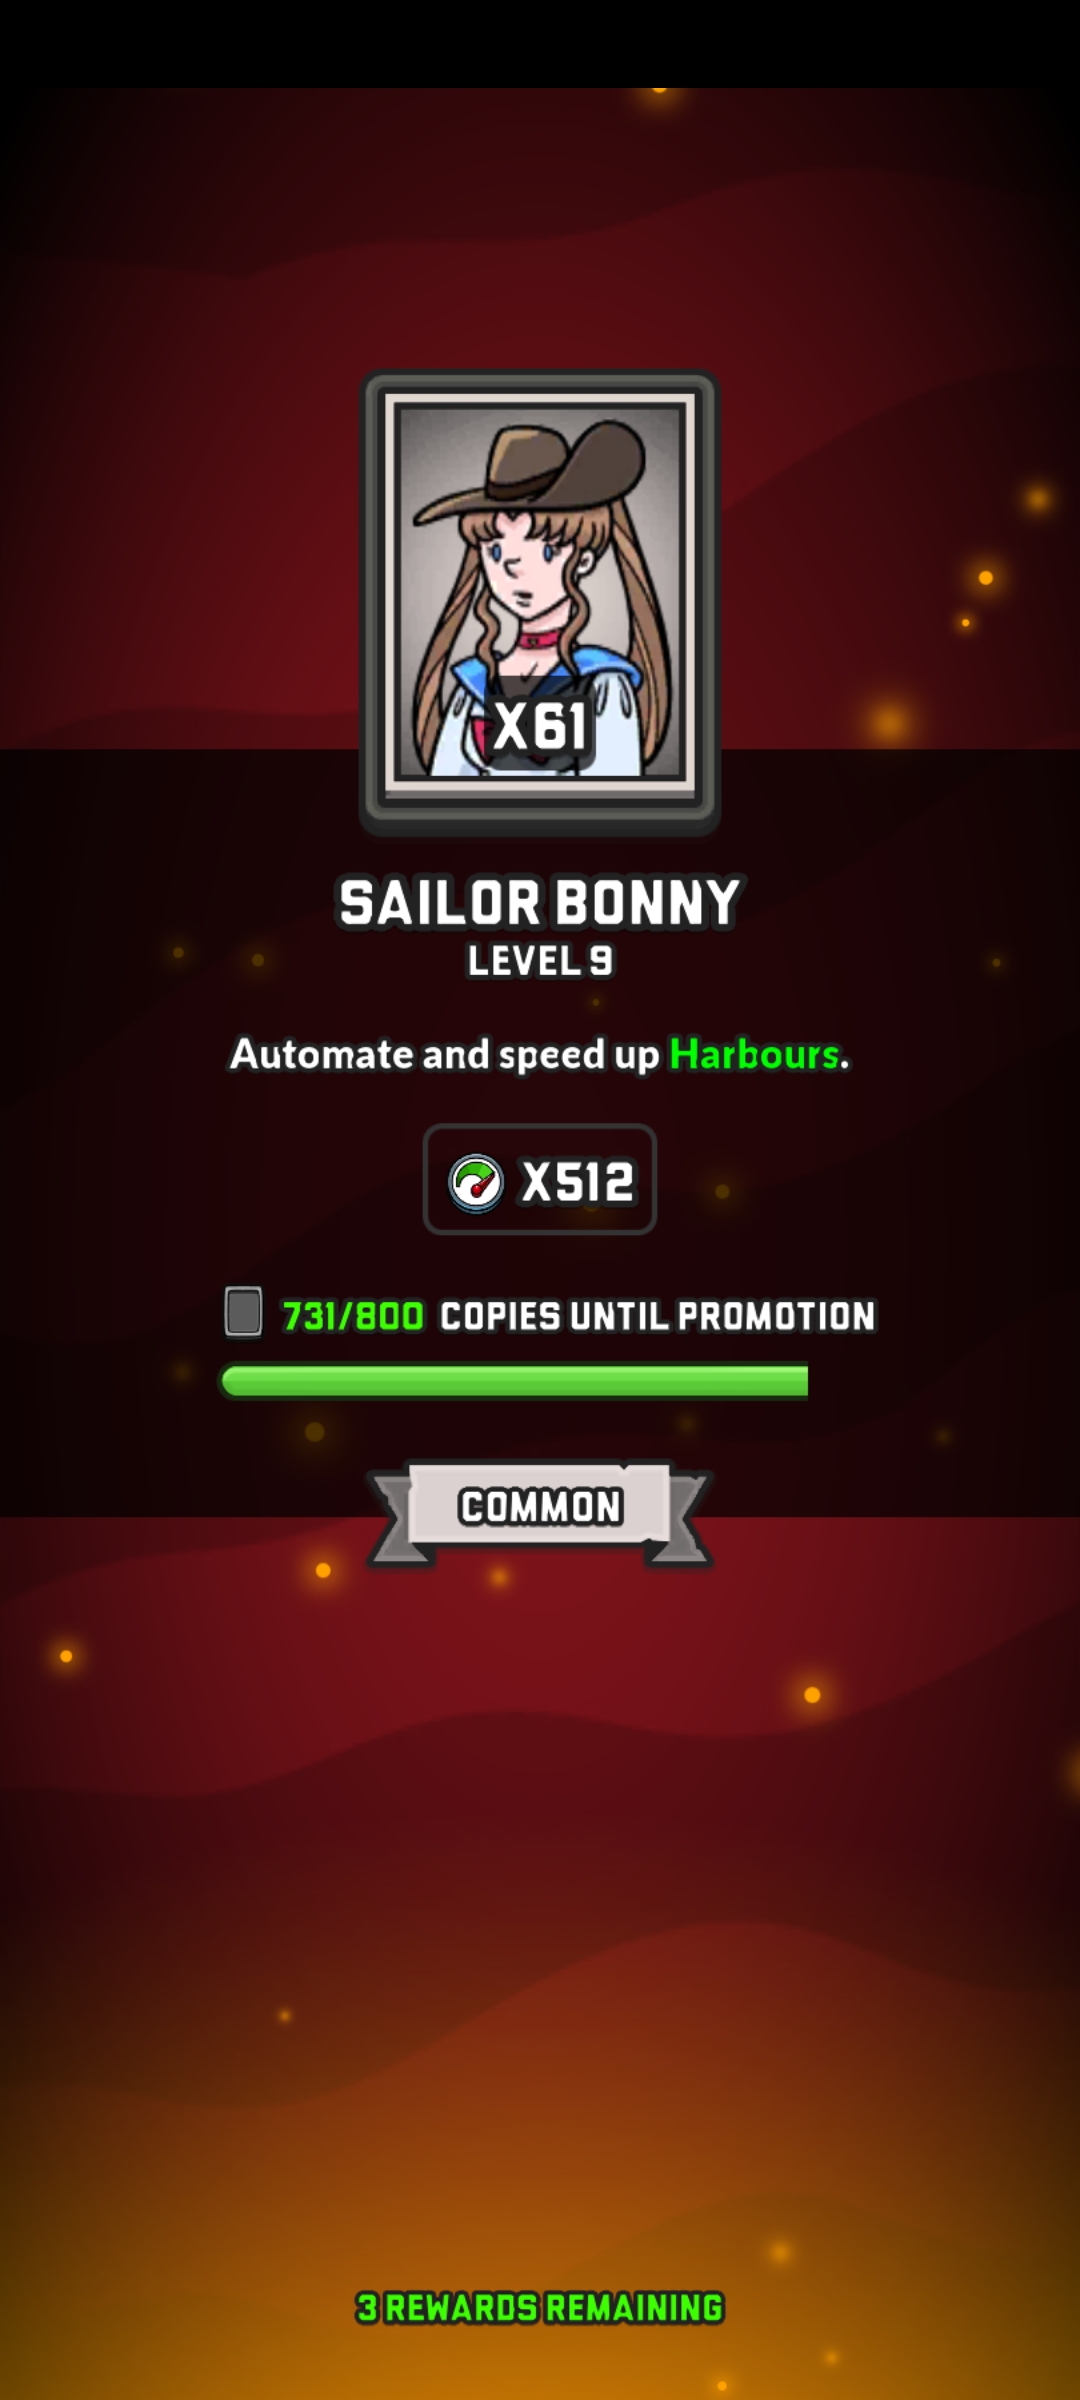 X61
SAILOR BONNY
LEVEL 9
Automate and speed up Harbours.
X512
731/800 COPIES UNTIL PROMOTION
COMMON
3 REWARDS REMAINING